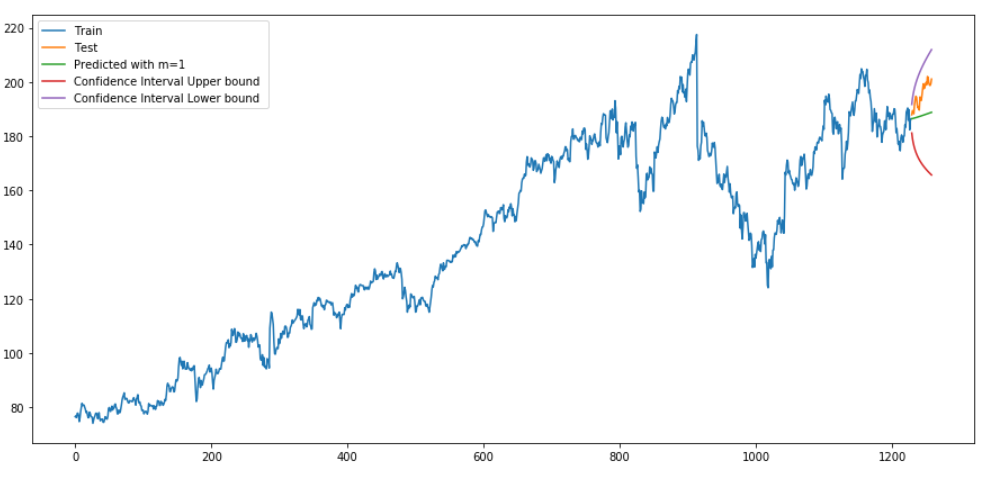 220
200
180
160
140
120
100
80
Train
Test
Predicted with m=1
Confidence Interval Upper bound
Confidence Interval Lower bound
0 200 400 600 800 1000 1200